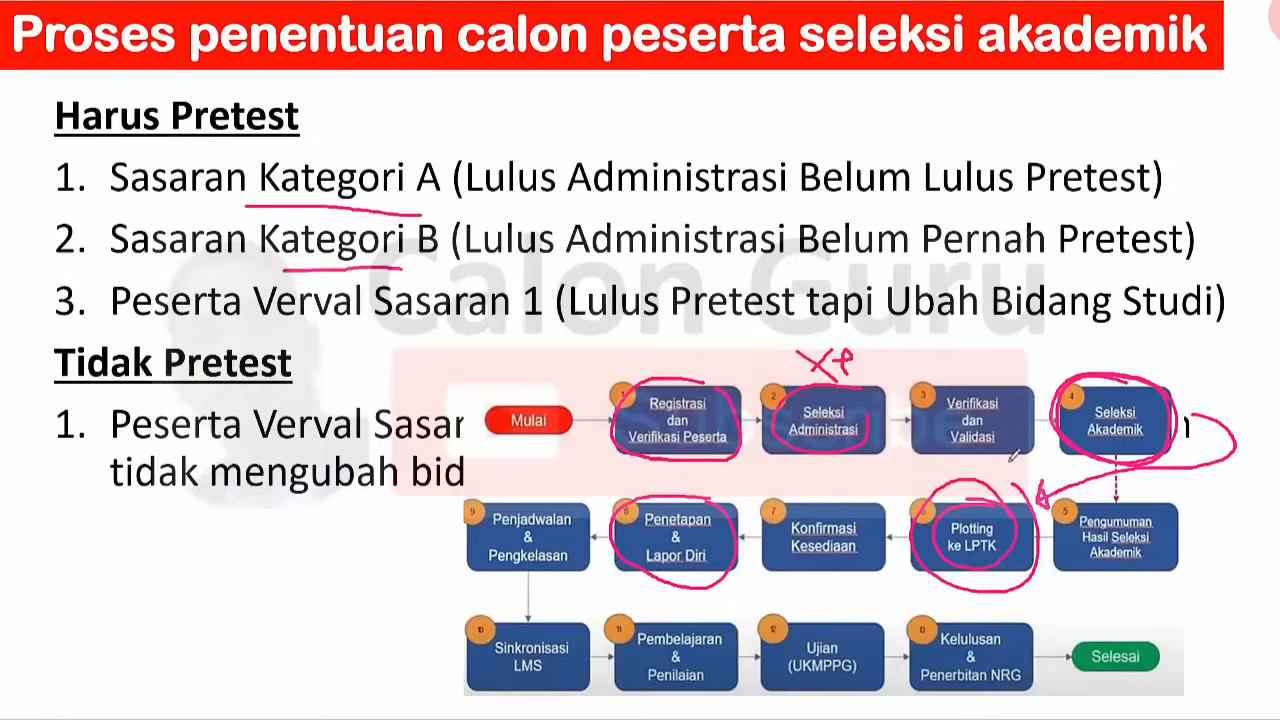 Proses penentuan calon peserta seleksi akademik
Harus Pretest
1. Sasaran Kategori A (Lulus Administrasi Belum Lulus Pretest)
2. Sasaran Kategori B (Lulus Administrasi Belum Pernah Pretest)
3. Peserta Verval Sasaran 1 (Lulus Pretest tapi Ubah Bidang Studi)
Calon Guru
Tidak Pretest
1. Peserta Verval Sasar
tidak mengubah bid
Mulai
1
Registrasi
dan
Verifikasi Peserta
2
Seleksi
Administrasi
3
Verifikasi
dan
Validasi
4
Seleksi
Akademik
5
Pengumuman
Hasil Seleksi
Akademik
Plotting
ke LPTK
7
Konfirmasi
Kesediaan
8
Penetapan
&
Lapor Diri
9
Penjadwalan
&
Pengkelasan
10
Sinkronisasi
LMS
11
Pembelajaran
&
Penilaian
12
Ujian
(UKMPPG)
13
Kelulusan
&
Penerbitan NRG
Selesai